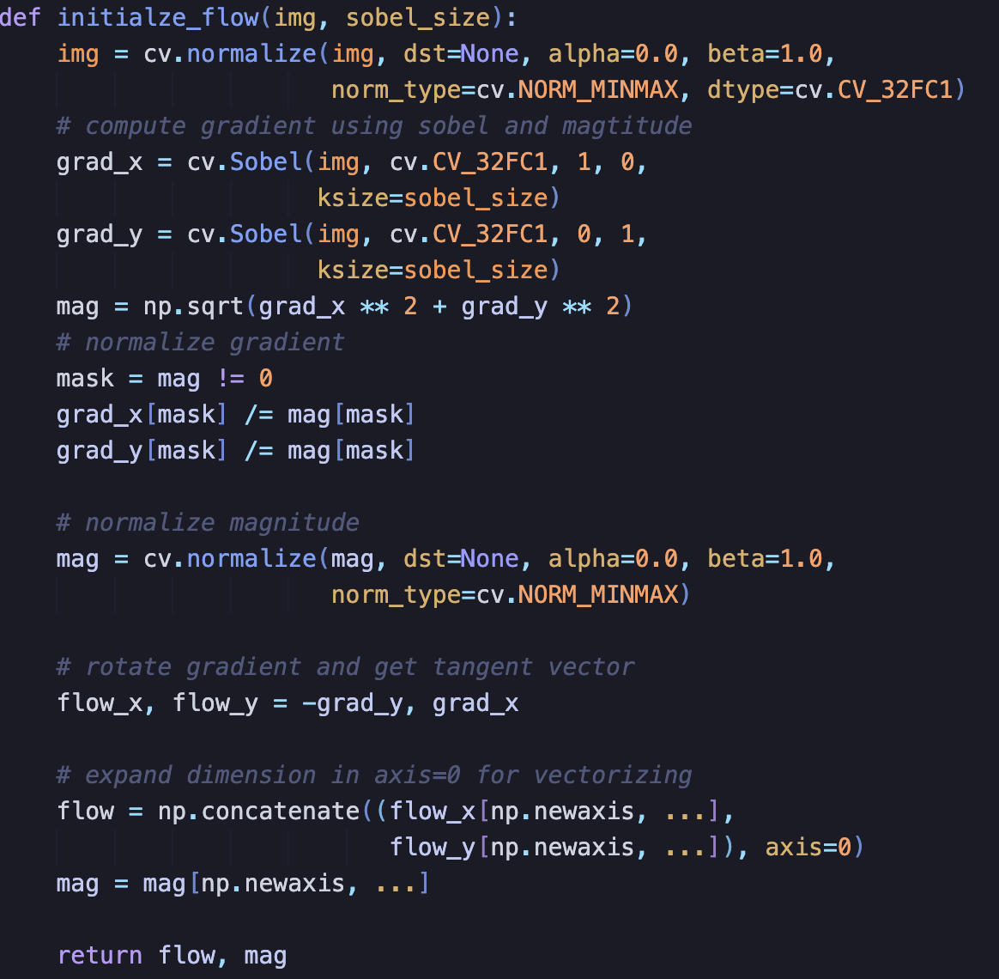 def initialze_flow(img, sobel_size):
    img = cv.normalize(img, dst=None, alpha=0.0, beta=1.0,
                       norm_type=cv.NORM_MINMAX, dtype=cv.CV_32FC1)
    # compute gradient using sobel and magtitude
    grad_x = cv.Sobel(img, cv.CV_32FC1, 1, 0,
                      ksize=sobel_size)
    grad_y = cv.Sobel(img, cv.CV_32FC1, 0, 1,
                      ksize=sobel_size)
    mag = np.sqrt(grad_x ** 2 + grad_y ** 2)
    # normalize gradient
    mask = mag != 0
    grad_x[mask] /= mag[mask]
    grad_y[mask] /= mag[mask]

    # normalize magnitude
    mag = cv.normalize(mag, dst=None, alpha=0.0, beta=1.0,
                       norm_type=cv.NORM_MINMAX)

    # rotate gradient and get tangent vector
    flow_x, flow_y = -grad_y, grad_x

    # expand dimension in axis=0 for vectorizing
    flow = np.concatenate((flow_x[np.newaxis, ...],
                           flow_y[np.newaxis, ...]), axis=0)
    mag = mag[np.newaxis, ...]

    return flow, mag